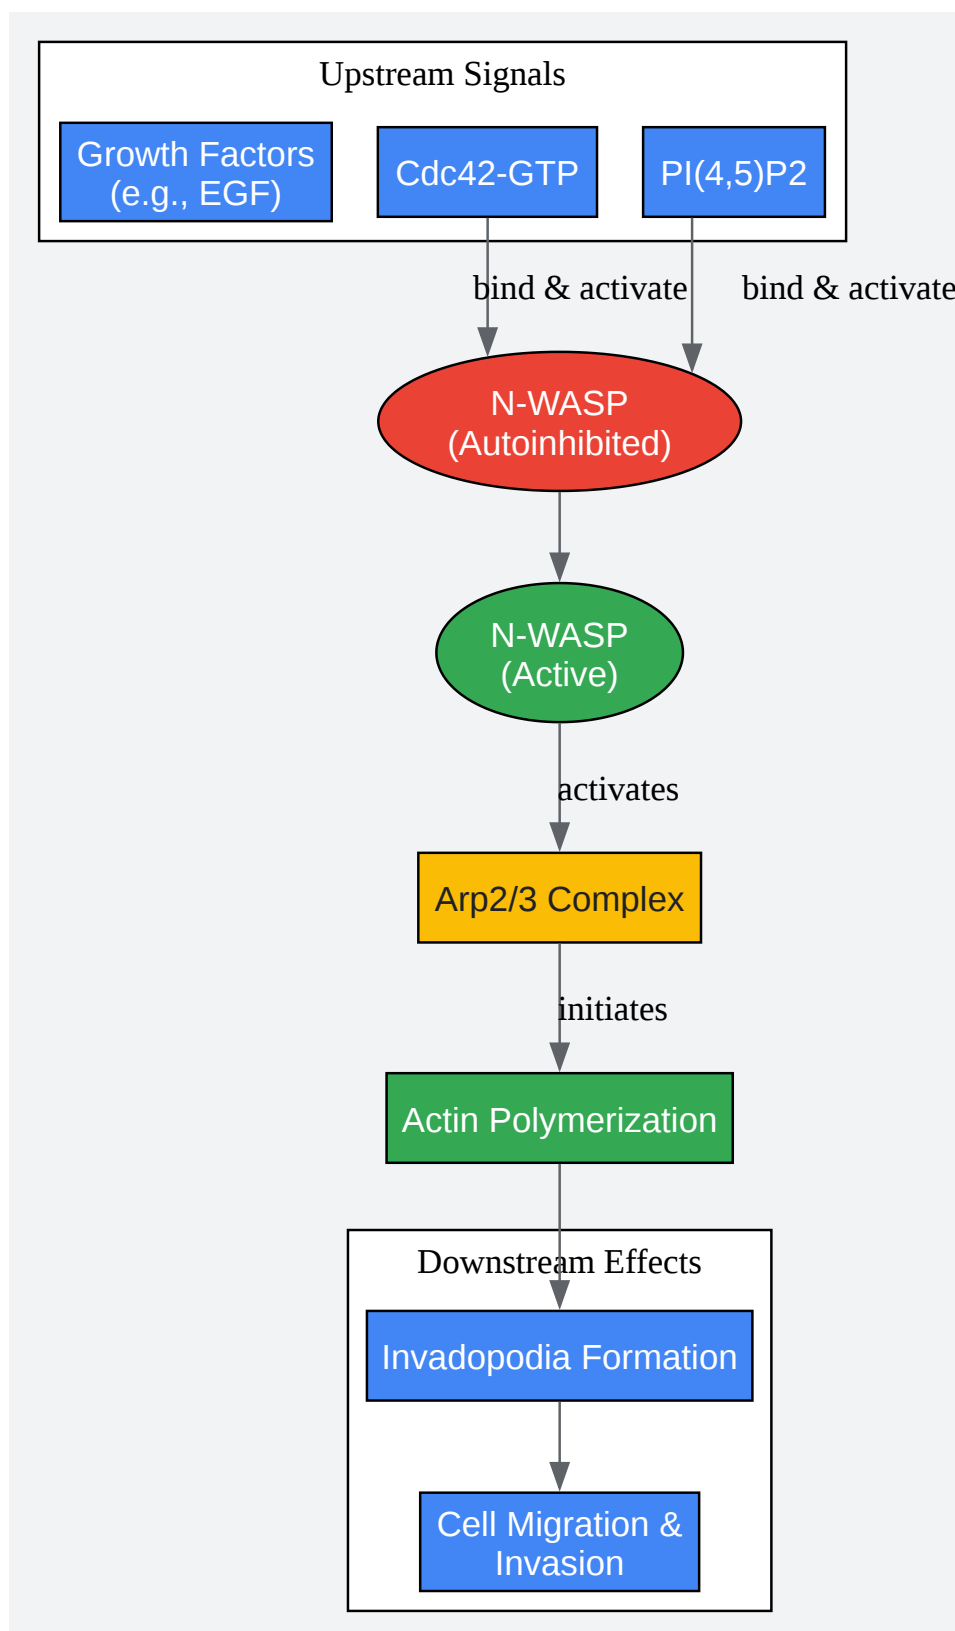 Upstream Signals
Growth Factors
(e.g., EGF)
Cdc42-GTP
PI(4,5)P2
bind & activate
bind & activate
N-WASP
(Autoinhibited)
N-WASP
(Active)
activates
Arp2/3 Complex
initiates
Actin Polymerization
Downstream Effects
Invadopodia Formation
Cell Migration &
Invasion